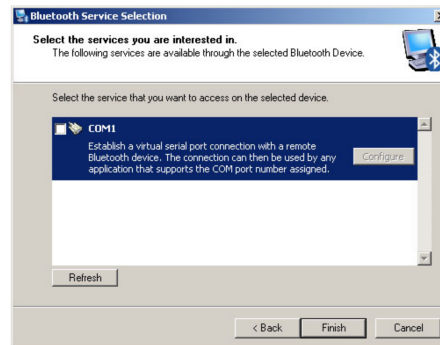 Bluetooth Service Selection
Select the services you are interested in.
The following services are available through the selected Bluetooth Device.
Select the service that you want to access on the selected device.
COM1
Establish a virtual serial port connection with a remote
Bluetooth device. The connection can then be used by any
application that supports the COM port number assigned.
Configure
Refresh
< Back
Finish
Cancel